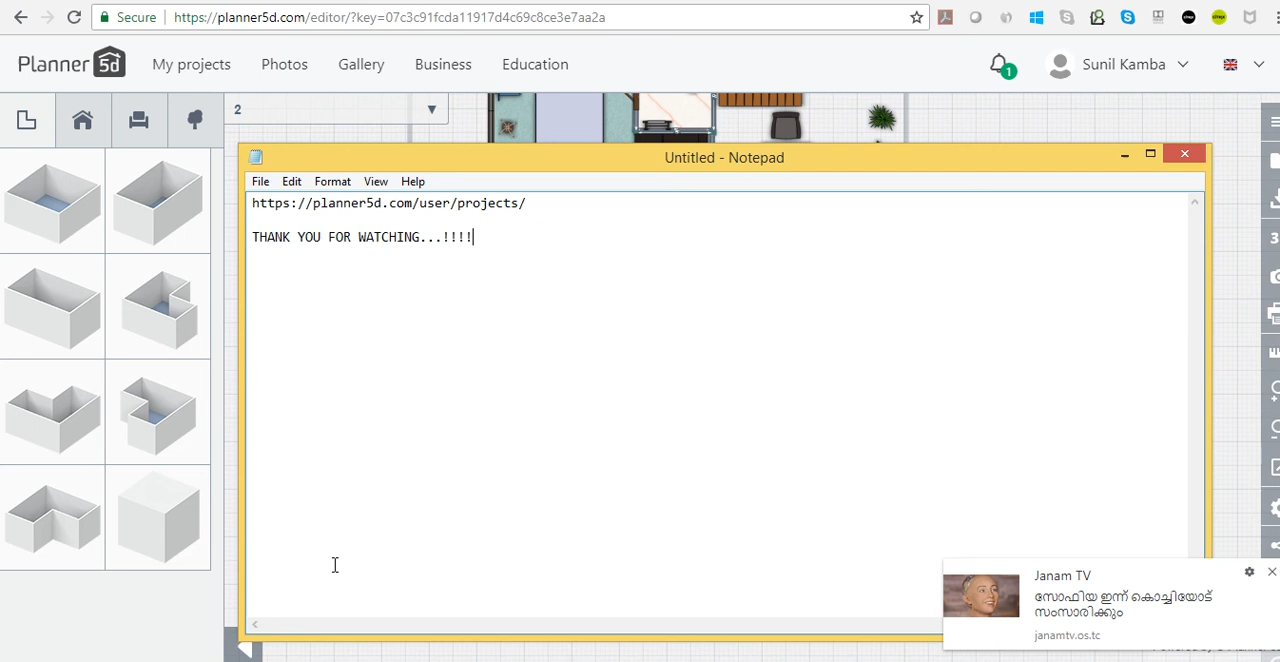 Secure
https://planner5d.com/editor/?key=07c3c91fcda11917d4c69c8ce3e7aa2a
Planner 5d
My projects
Photos
Gallery
Business
Education
1
Sunil Kamba
2
Untitled - Notepad
File Edit Format View Help
https://planner5d.com/user/projects/
THANK YOU FOR WATCHING...!!!!
3
Janam TV
സോഫിയ ഇന്ന് കൊച്ചിയോട്
സംസാരിക്കും
janamtv.os.tc